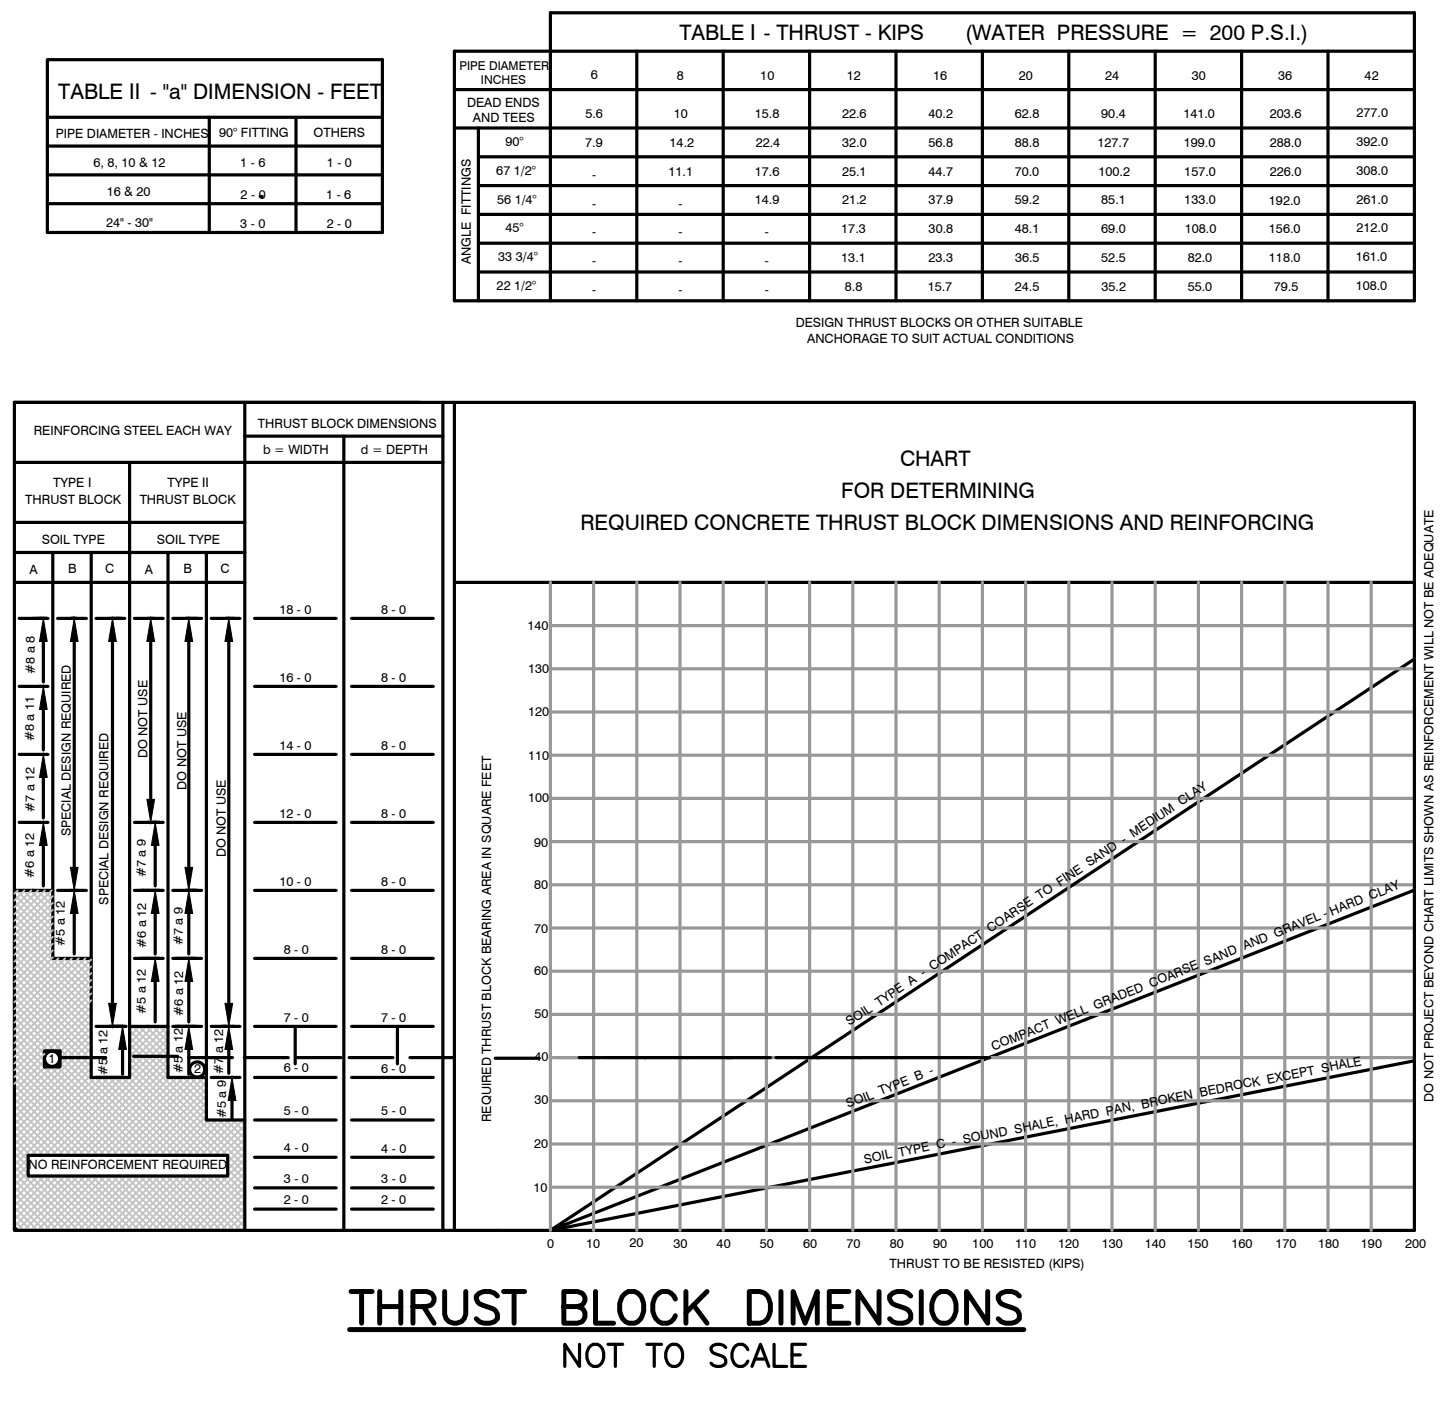 TABLE II - "a" DIMENSION - FEET
PIPE DIAMETER - INCHES 90° FITTING OTHERS
6, 8, 10 & 12 1 - 6 1 - 0
16 & 20 2 - 0 1 - 6
24" - 30" 3 - 0 2 - 0
TABLE I - THRUST - KIPS (WATER PRESSURE = 200 P.S.I.)
PIPE DIAMETER INCHES 6 8 10 12 16 20 24 30 36 42
DEAD ENDS AND TEES 5.6 10 15.8 22.6 40.2 62.8 90.4 141.0 203.6 277.0
ANGLE FITTINGS
90° 7.9 14.2 22.4 32.0 56.8 88.8 127.7 199.0 288.0 392.0
67 1/2° - 11.1 17.6 25.1 44.7 70.0 100.2 157.0 226.0 308.0
56 1/4° - - 14.9 21.2 37.9 59.2 85.1 133.0 192.0 261.0
45° - - - 17.3 30.8 48.1 69.0 108.0 156.0 212.0
33 3/4° - - - 13.1 23.3 36.5 52.5 82.0 118.0 161.0
22 1/2° - - - 8.8 15.7 24.5 35.2 55.0 79.5 108.0
DESIGN THRUST BLOCKS OR OTHER SUITABLE
ANCHORAGE TO SUIT ACTUAL CONDITIONS
REINFORCING STEEL EACH WAY
THRUST BLOCK DIMENSIONS
b = WIDTH d = DEPTH
TYPE I
THRUST BLOCK
TYPE II
THRUST BLOCK
SOIL TYPE SOIL TYPE
A B C A B C
#8 a 8
#8 a 11
#7 a 12
#6 a 12
SPECIAL DESIGN REQUIRED
#5 a 12
SPECIAL DESIGN REQUIRED
#5 a 12
DO NOT USE
#7 a 9
#6 a 12
#5 a 12
DO NOT USE
#7 a 9
#6 a 12
#5 a 12
DO NOT USE
#7 a 12
#5 a 9
1
2
NO REINFORCEMENT REQUIRED
18 - 0 8 - 0
16 - 0 8 - 0
14 - 0 8 - 0
12 - 0 8 - 0
10 - 0 8 - 0
8 - 0 8 - 0
7 - 0 7 - 0
6 - 0 6 - 0
5 - 0 5 - 0
4 - 0 4 - 0
3 - 0 3 - 0
2 - 0 2 - 0
CHART
FOR DETERMINING
REQUIRED CONCRETE THRUST BLOCK DIMENSIONS AND REINFORCING
REQUIRED THRUST BLOCK BEARING AREA IN SQUARE FEET
140
130
120
110
100
90
80
70
60
50
40
30
20
10
SOIL TYPE A - COMPACT COARSE TO FINE SAND - MEDIUM CLAY
SOIL TYPE B - COMPACT WELL GRADED COARSE SAND AND GRAVEL - HARD CLAY
SOIL TYPE C - SOUND SHALE, HARD PAN, BROKEN BEDROCK EXCEPT SHALE
0 10 20 30 40 50 60 70 80 90 100 110 120 130 140 150 160 170 180 190 200
THRUST TO BE RESISTED (KIPS)
DO NOT PROJECT BEYOND CHART LIMITS SHOWN AS REINFORCEMENT WILL NOT BE ADEQUATE
THRUST BLOCK DIMENSIONS
NOT TO SCALE